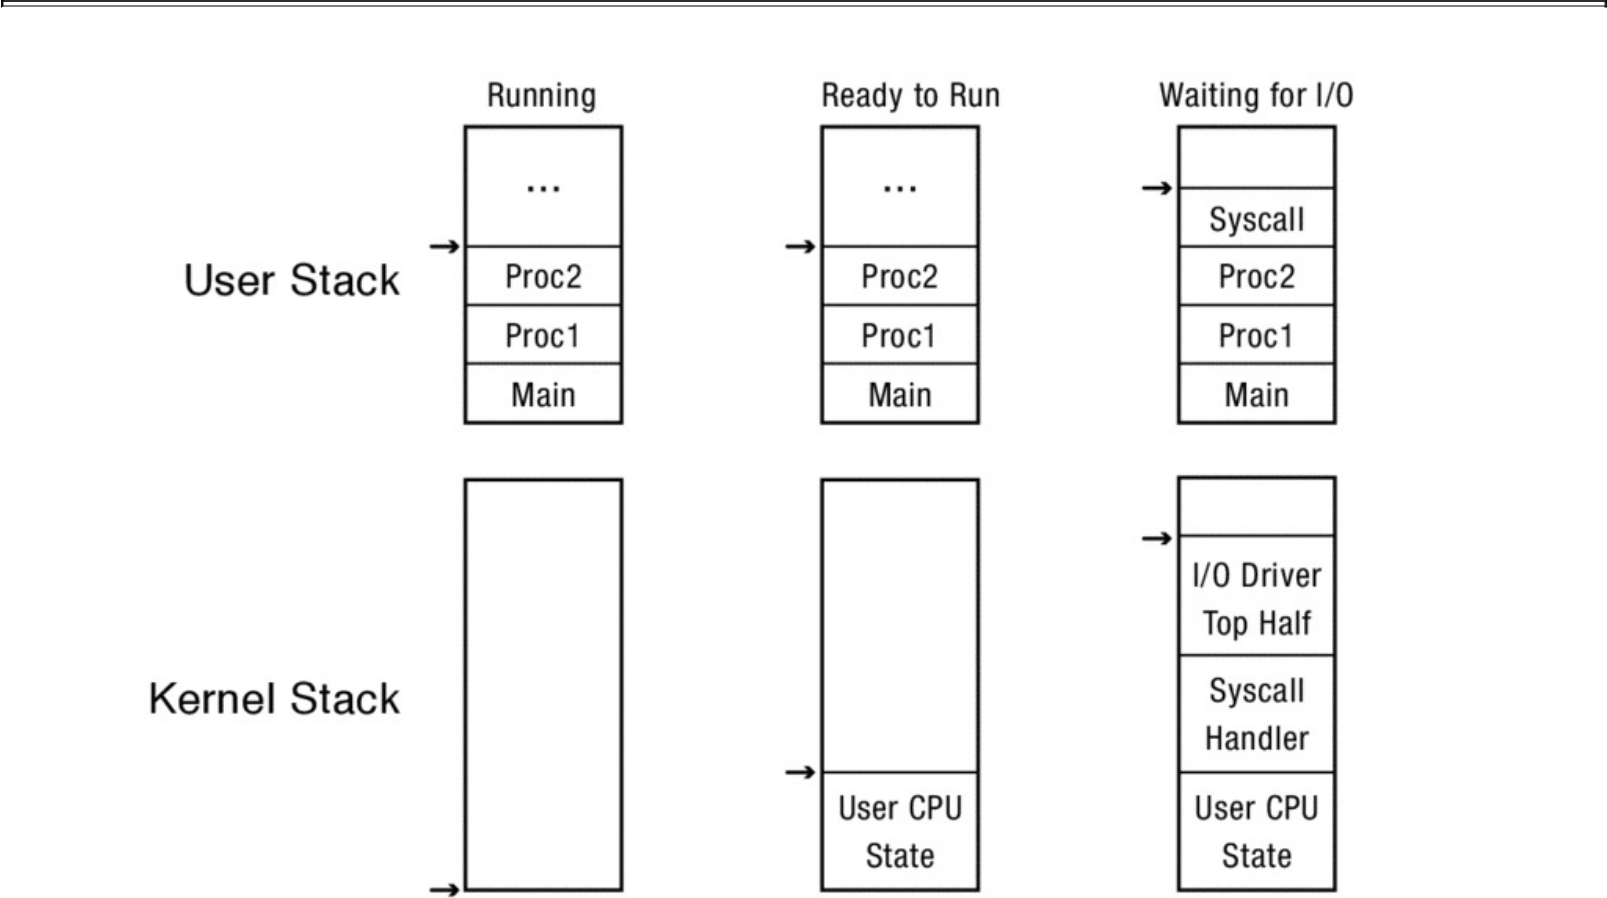 Running
Ready to Run
Waiting for I/O
...
...
Syscall
User Stack
Proc2
Proc2
Proc2
Proc1
Proc1
Proc1
Main
Main
Main
I/O Driver
Top Half
Kernel Stack
Syscall
Handler
User CPU
State
User CPU
State